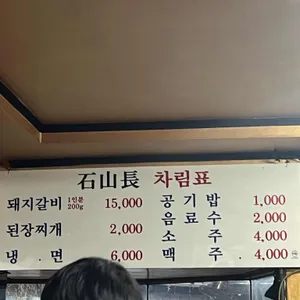 石山長 차림표
돼지갈비 1인분 200g 15,000
된장찌개 2,000
냉.면 6,000
공기밥 1,000
음료수 2,000
소주 4,000
맥주. 4,000